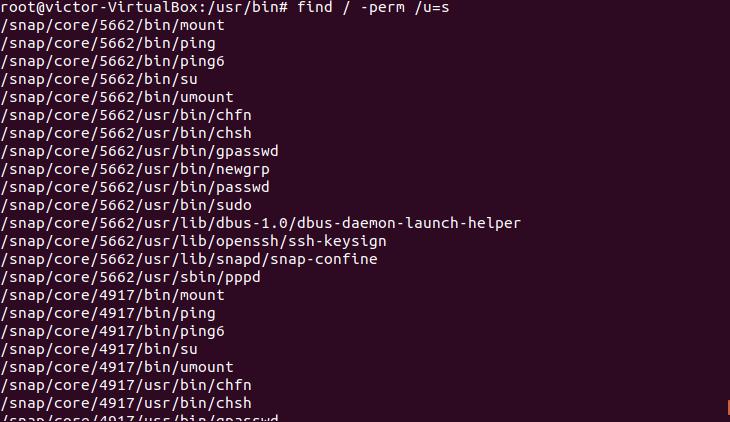 root@victor-VirtualBox:/usr/bin# find / -perm /u=s
/snap/core/5662/bin/mount
/snap/core/5662/bin/ping
/snap/core/5662/bin/ping6
/snap/core/5662/bin/su
/snap/core/5662/bin/umount
/snap/core/5662/usr/bin/chfn
/snap/core/5662/usr/bin/chsh
/snap/core/5662/usr/bin/gpasswd
/snap/core/5662/usr/bin/newgrp
/snap/core/5662/usr/bin/passwd
/snap/core/5662/usr/bin/sudo
/snap/core/5662/usr/lib/dbus-1.0/dbus-daemon-launch-helper
/snap/core/5662/usr/lib/openssh/ssh-keysign
/snap/core/5662/usr/lib/snapd/snap-confine
/snap/core/5662/usr/sbin/pppd
/snap/core/4917/bin/mount
/snap/core/4917/bin/ping
/snap/core/4917/bin/ping6
/snap/core/4917/bin/su
/snap/core/4917/bin/umount
/snap/core/4917/usr/bin/chfn
/snap/core/4917/usr/bin/chsh
/snap/core/4917/usr/bin/gpasswd